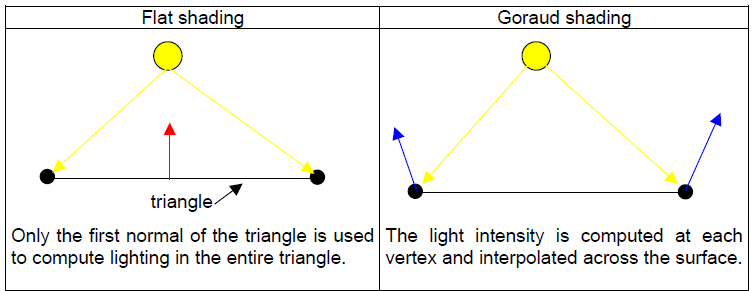 Flat shading
Goraud shading
triangle
Only the first normal of the triangle is used
to compute lighting in the entire triangle.
The light intensity is computed at each
vertex and interpolated across the surface.